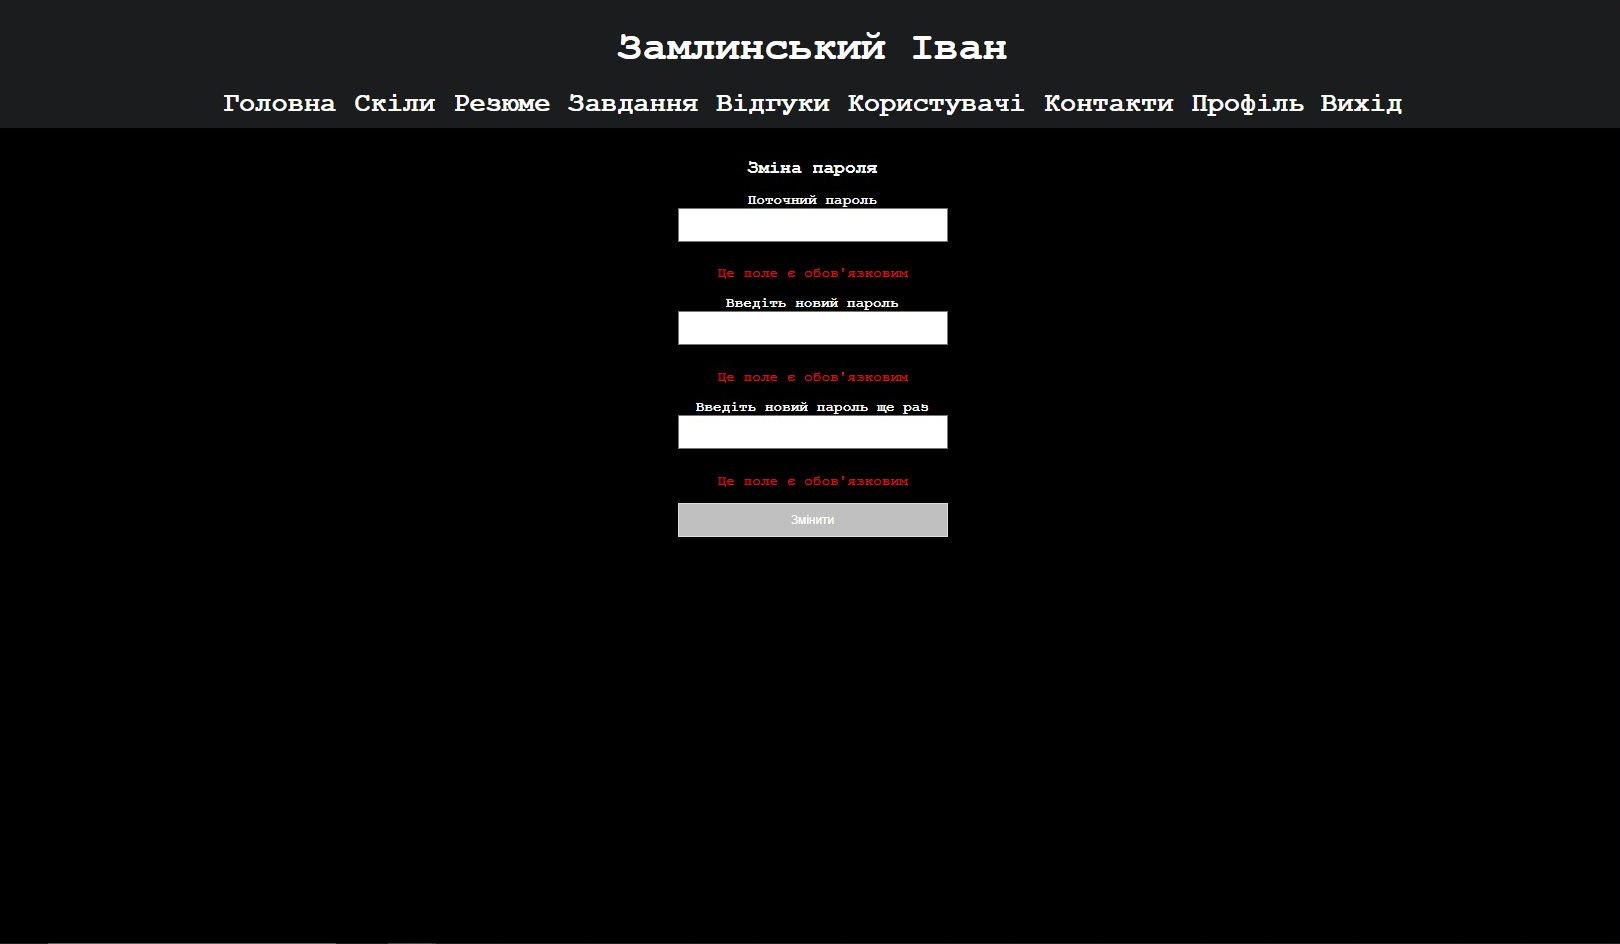 Замлинський Іван
Головна Скіли Резюме Завдання Відгуки Користувачі Контакти Профіль Вихід
Зміна пароля
Поточний пароль
Це поле є обов'язковим
Введіть новий пароль
Це поле є обов'язковим
Введіть новий пароль ще раз
Це поле є обов'язковим
Змінити